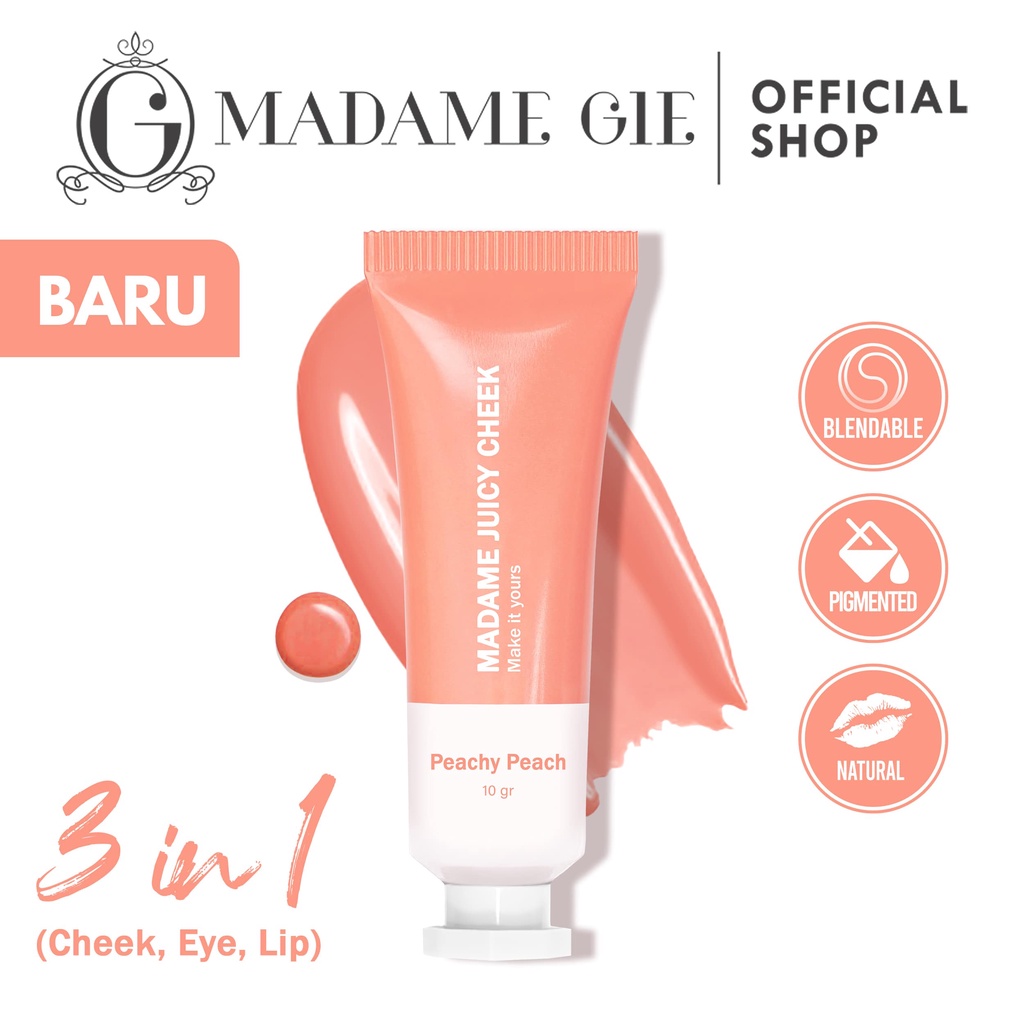 G MADAME GIE
OFFICIAL
SHOP
BARU
MADAME JUICY CHEEK
Make it yours
Peachy Peach
10 gr
BLENDABLE
PIGMENTED
NATURAL
3 in 1
(Cheek, Eye, Lip)